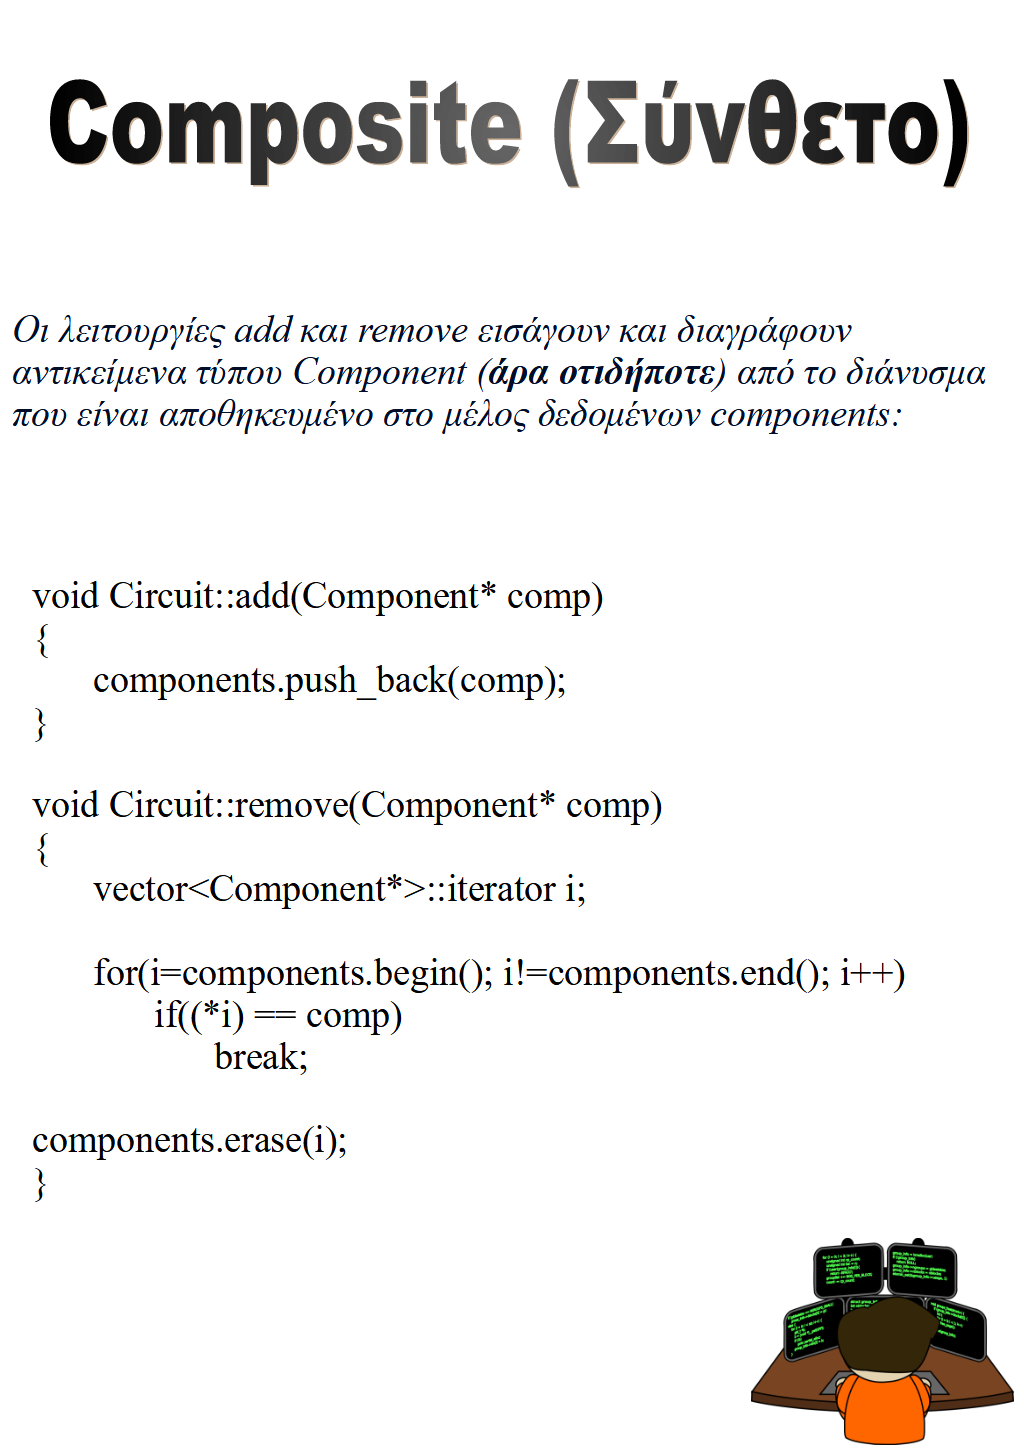 Composite (Σύνθετο)
Οι λειτουργίες add και remove εισάγουν και διαγράφουν
αντικείμενα τύπου Component (άρα οτιδήποτε) από το διάνυσμα
που είναι αποθηκευμένο στο μέλος δεδομένων components:
void Circuit::add(Component* comp)
{
components.push_back(comp);
}
void Circuit::remove(Component* comp)
{
vector<Component*>::iterator i;
for(i=components.begin(); i!=components.end(); i++)
if((*i) == comp)
break;
components.erase(i);
}